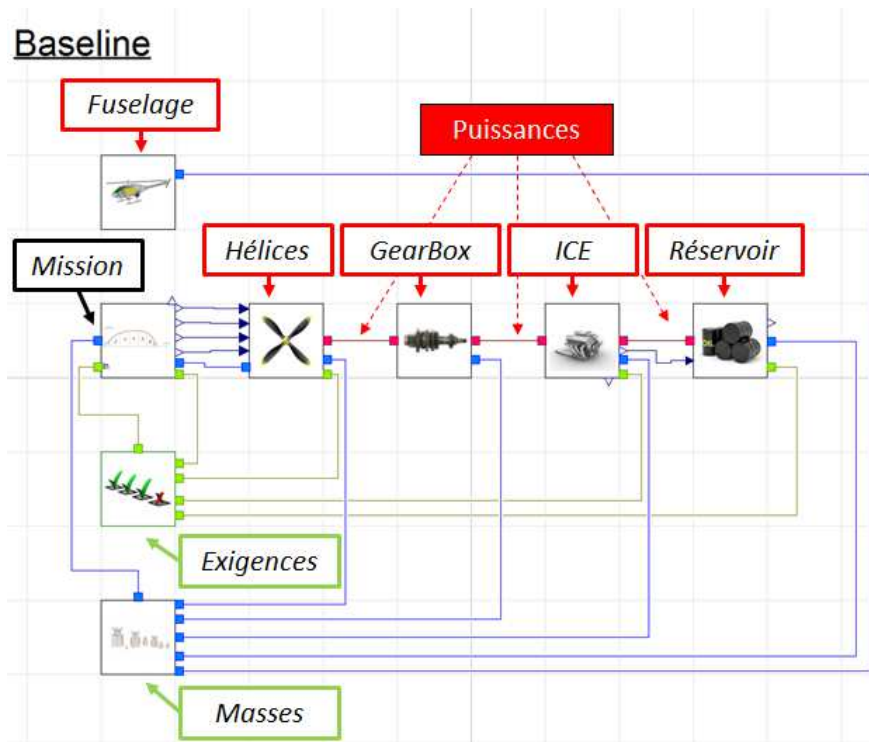 Baseline
Fuselage
Puissances
Mission
Hélices
GearBox
ICE
Réservoir
Exigences
Masses